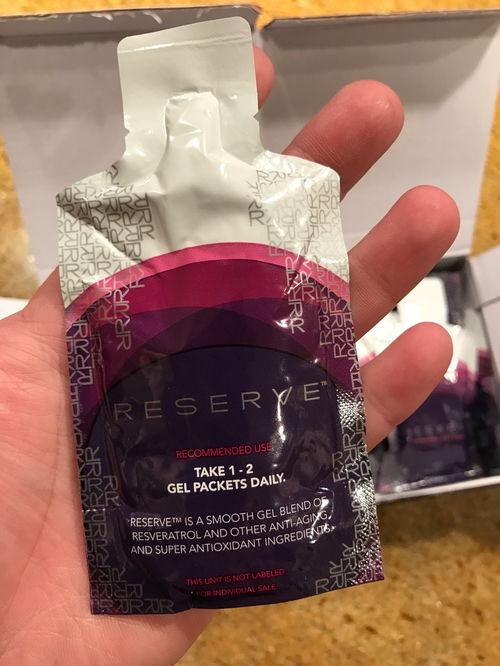 RESERVE™
RECOMMENDED USE
TAKE 1 - 2
GEL PACKETS DAILY.
RESERVE™ IS A SMOOTH GEL BLEND OF
RESVERATROL AND OTHER ANTI-AGING,
AND SUPER ANTIOXIDANT INGREDIENTS.
THIS UNIT IS NOT LABELED
FOR INDIVIDUAL SALE.